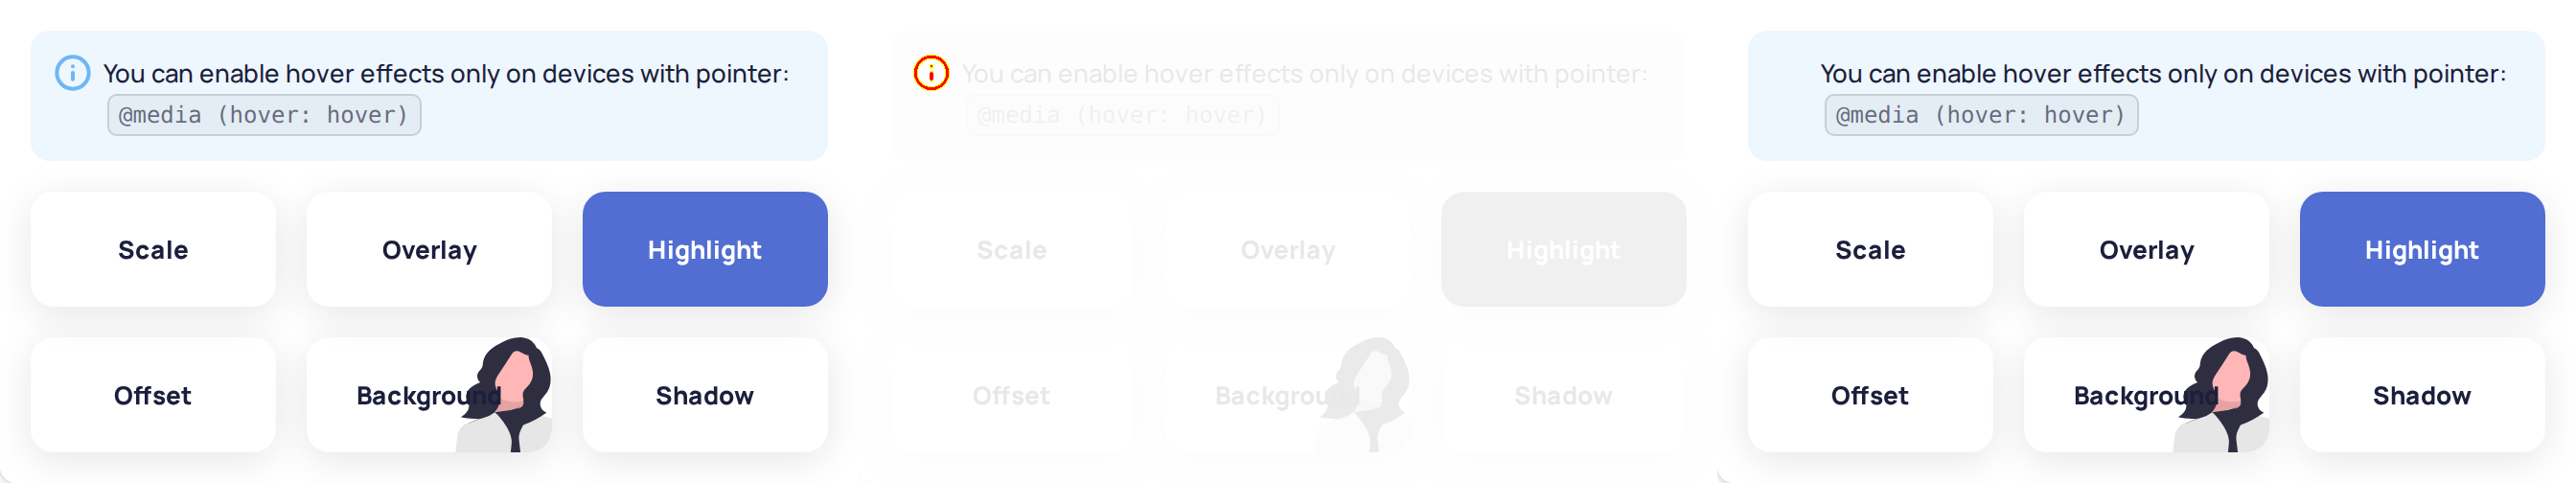 You can enable hover effects only on devices with pointer:
@media (hover: hover)
Scale
Overlay
Highlight
Offset
Background
Shadow
You can enable hover effects only on devices with pointer:
@media (hover: hover)
Scale
Overlay
Highlight
Offset
Background
Shadow
You can enable hover effects only on devices with pointer:
@media (hover: hover)
Scale
Overlay
Highlight
Offset
Background
Shadow